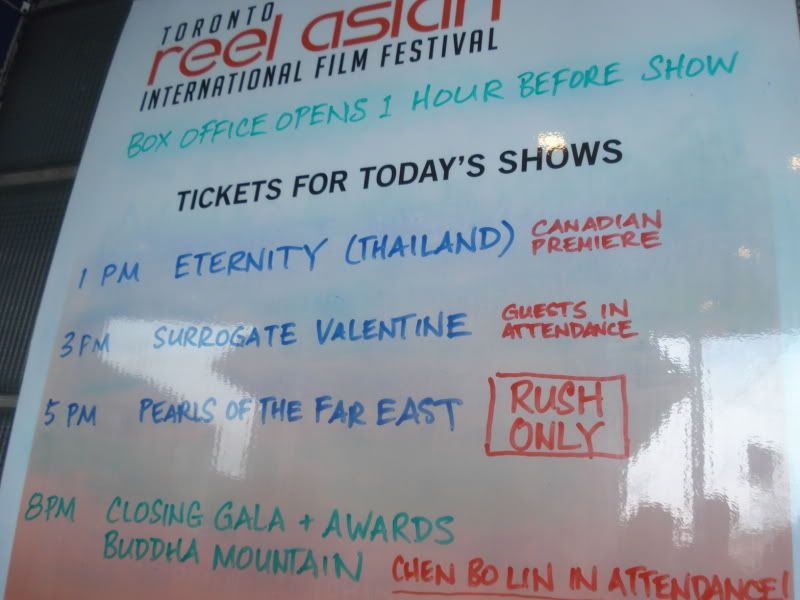 TORONTO
reel asian
INTERNATIONAL FILM FESTIVAL
BOX OFFICE OPENS 1 HOUR BEFORE SHOW
TICKETS FOR TODAY'S SHOWS
1 PM ETERNITY (THAILAND) CANADIAN PREMIERE
3 PM SURROGATE VALENTINE GUESTS IN ATTENDANCE
5 PM PEARLS OF THE FAR EAST RUSH ONLY
8PM CLOSING GALA + AWARDS
BUDDHA MOUNTAIN CHEN BO LIN IN ATTENDANCE!